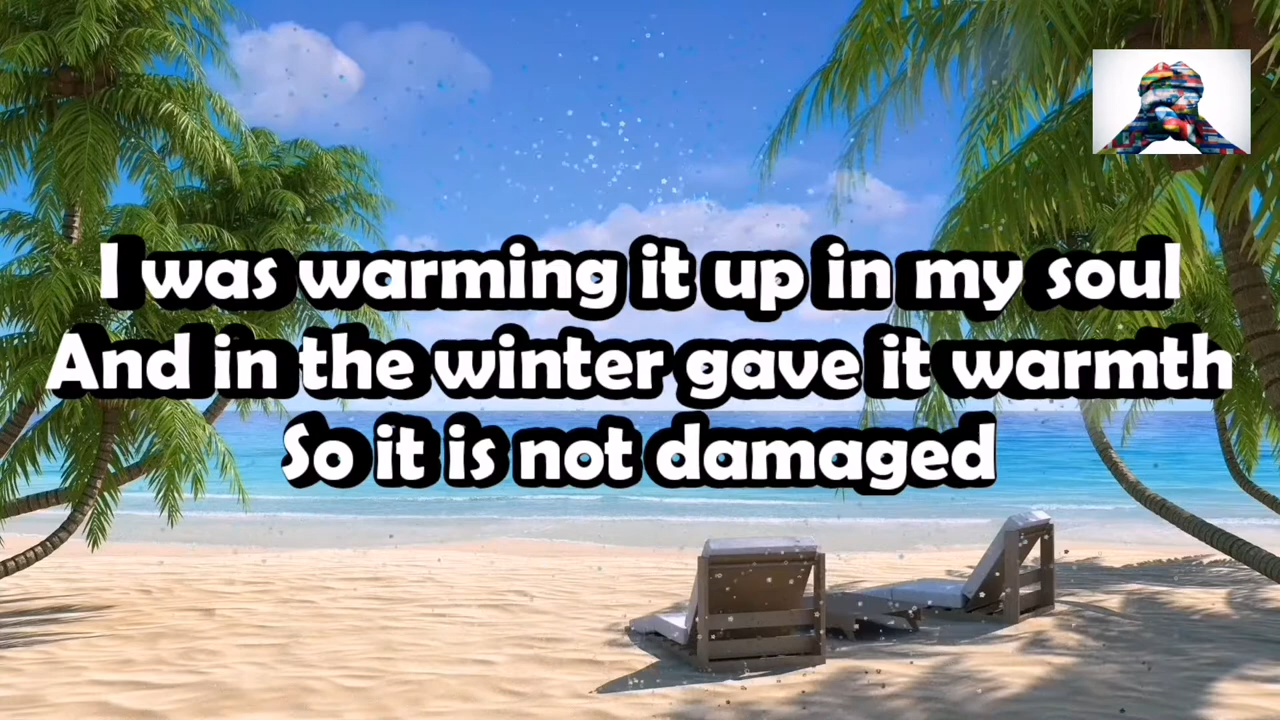 I was warming it up in my soul
And in the winter gave it warmth
So it is not damaged